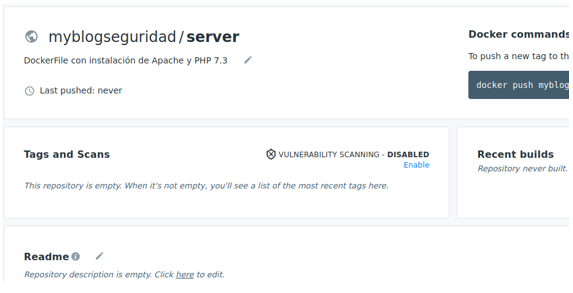 myblogseguridad/server
DockerFile con instalación de Apache y PHP 7.3
Last pushed: never
Docker commands
To push a new tag to th
docker push myblog
Tags and Scans
VULNERABILITY SCANNING - DISABLED
Enable
This repository is empty. When it's not empty, you'll see a list of the most recent tags here.
Recent builds
Repository never built.
Readme
Repository description is empty. Click here to edit.